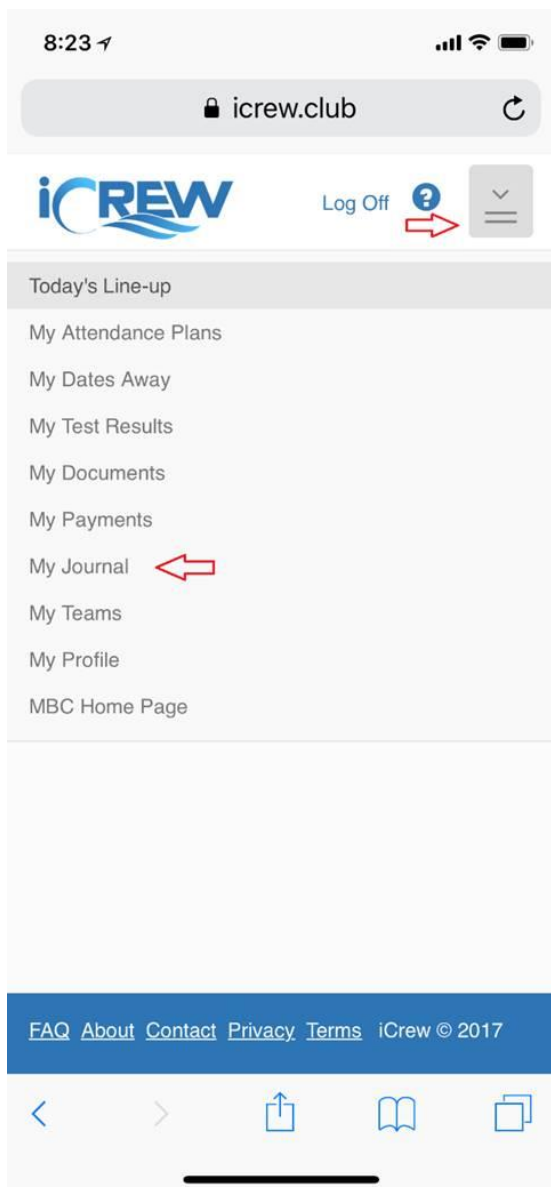 8:23
icrew.club
iCREW
Log Off ?
Today's Line-up
My Attendance Plans
My Dates Away
My Test Results
My Documents
My Payments
My Journal
My Teams
My Profile
MBC Home Page
FAQ About Contact Privacy Terms iCrew © 2017